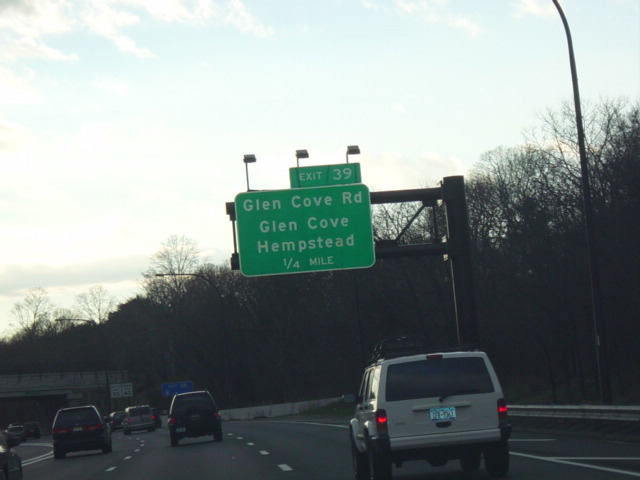 EXIT 39
Glen Cove Rd
Glen Cove
Hempstead
1/4 MILE